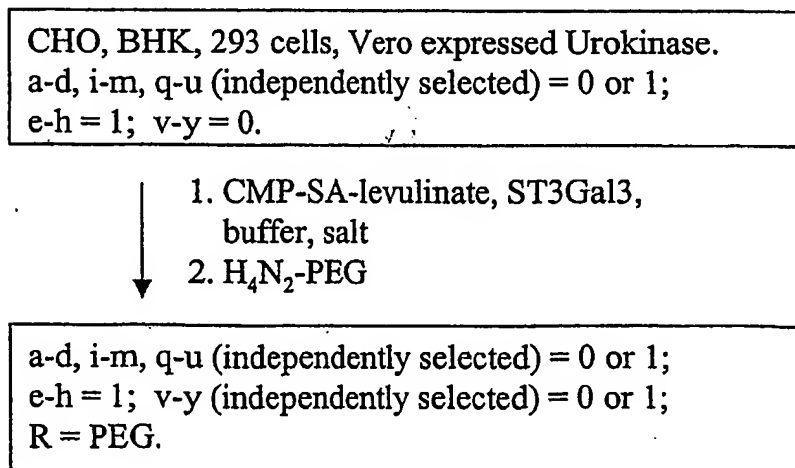 CHO, BHK, 293 cells, Vero expressed Urokinase.
a-d, i-m, q-u (independently selected) = 0 or 1;
e-h = 1; v-y = 0.
1. CMP-SA-levulinate, ST3Gal3,
buffer, salt
2. H₄N₂-PEG
a-d, i-m, q-u (independently selected) = 0 or 1;
e-h = 1; v-y (independently selected) = 0 or 1;
R = PEG.